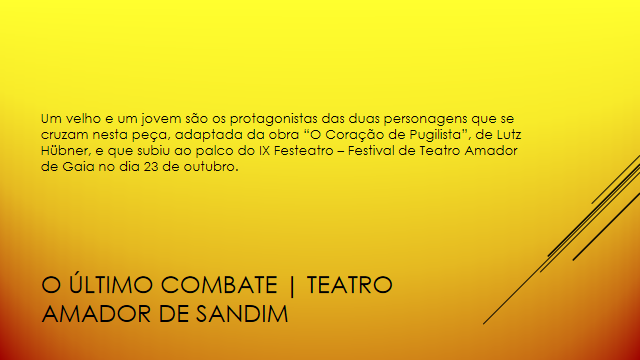 Um velho e um jovem são os protagonistas das duas personagens que se
cruzam nesta peça, adaptada da obra “O Coração de Pugilista”, de Lutz
Hübner, e que subiu ao palco do IX Festeatro – Festival de Teatro Amador
de Gaia no dia 23 de outubro.
O ÚLTIMO COMBATE | TEATRO
AMADOR DE SANDIM